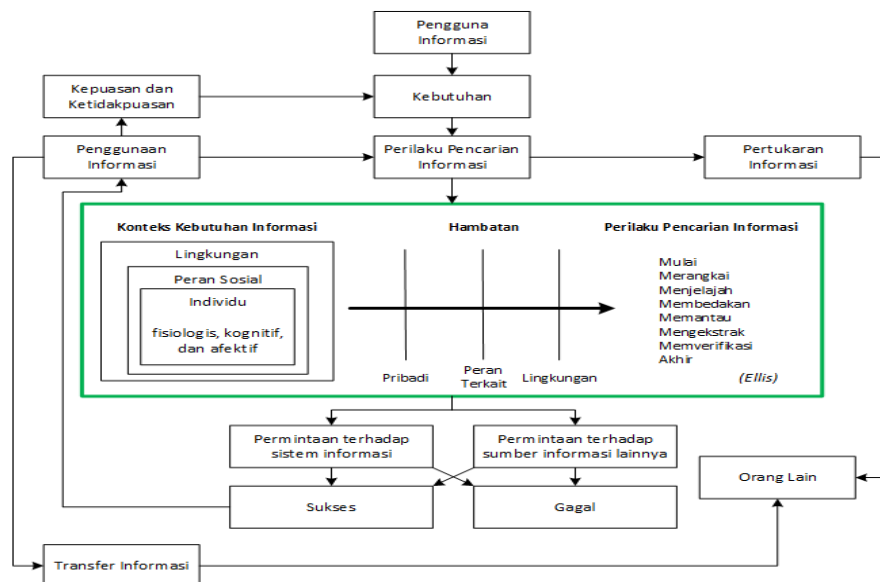 Pengguna
Informasi
Kepuasan dan
Ketidakpuasan
Kebutuhan
Penggunaan
Informasi
Perilaku Pencarian
Informasi
Pertukaran
Informasi
Konteks Kebutuhan Informasi
Hambatan
Perilaku Pencarian Informasi
Lingkungan
Peran Sosial
Individu
fisiologis, kognitif,
dan afektif
Pribadi
Peran
Terkait
Lingkungan
Mulai
Merangkai
Menjelajah
Membedakan
Memantau
Mengekstrak
Memverifikasi
Akhir
(Ellis)
Permintaan terhadap
sistem informasi
Permintaan terhadap
sumber informasi lainnya
Sukses
Gagal
Orang Lain
Transfer Informasi